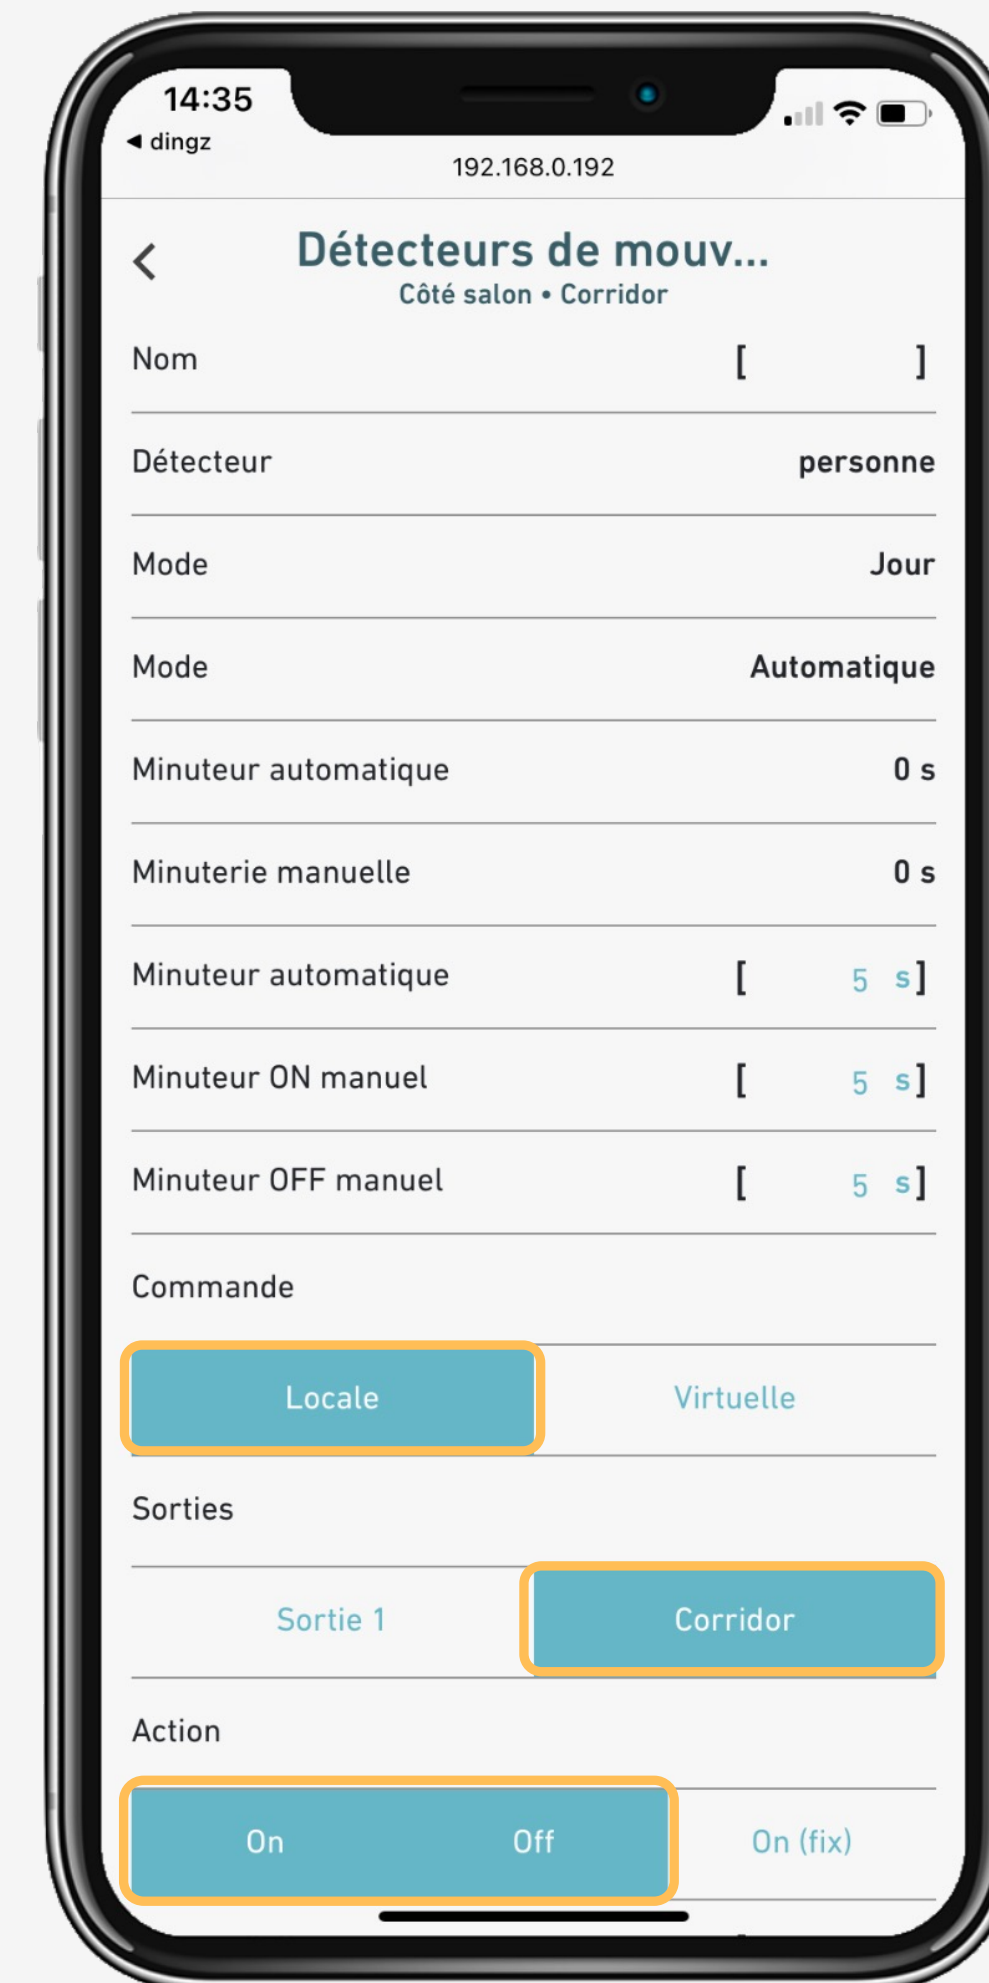 14:35
◀ dingz
192.168.0.192
Détecteurs de mouv...
Côté salon • Corridor
Nom [ ]
Détecteur personne
Mode Jour
Mode Automatique
Minuteur automatique 0 s
Minuterie manuelle 0 s
Minuteur automatique [ 5 s]
Minuteur ON manuel [ 5 s]
Minuteur OFF manuel [ 5 s]
Commande
Locale Virtuelle
Sorties
Sortie 1 Corridor
Action
On Off On (fix)